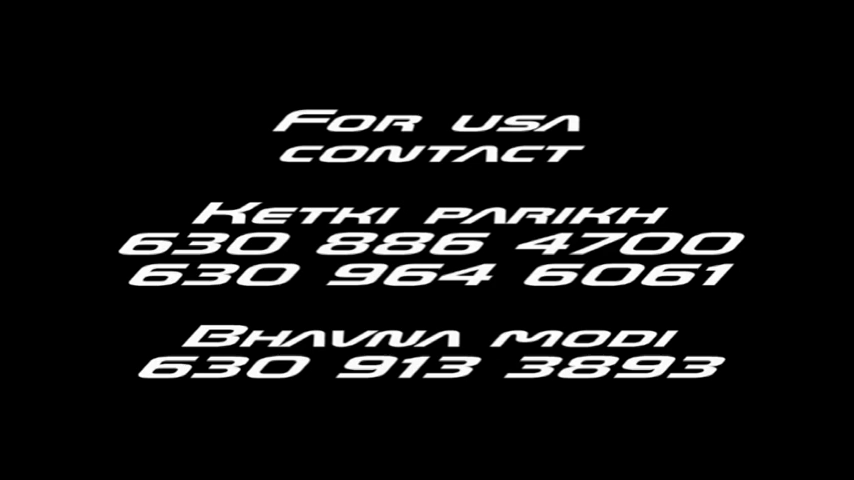 For USA
contact
Ketki Parikh
630 886 4700
630 964 6061
Bhavna Modi
630 913 3893